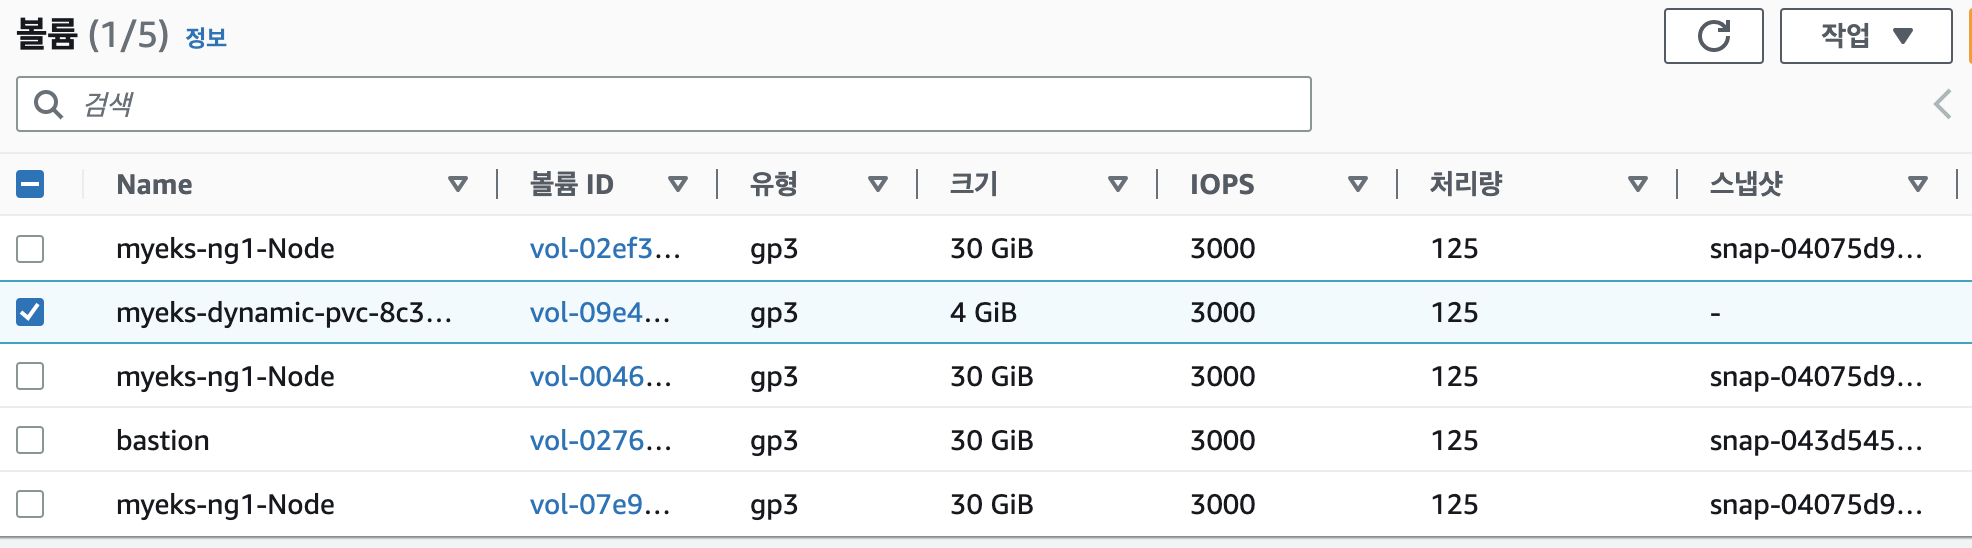 볼륨 (1/5) 정보
작업
검색
Name 볼륨 ID 유형 크기 IOPS 처리량 스냅샷
myeks-ng1-Node vol-02ef3... gp3 30 GiB 3000 125 snap-04075d9...
myeks-dynamic-pvc-8c3... vol-09e4... gp3 4 GiB 3000 125 -
myeks-ng1-Node vol-0046... gp3 30 GiB 3000 125 snap-04075d9...
bastion vol-0276... gp3 30 GiB 3000 125 snap-043d545...
myeks-ng1-Node vol-07e9... gp3 30 GiB 3000 125 snap-04075d9...